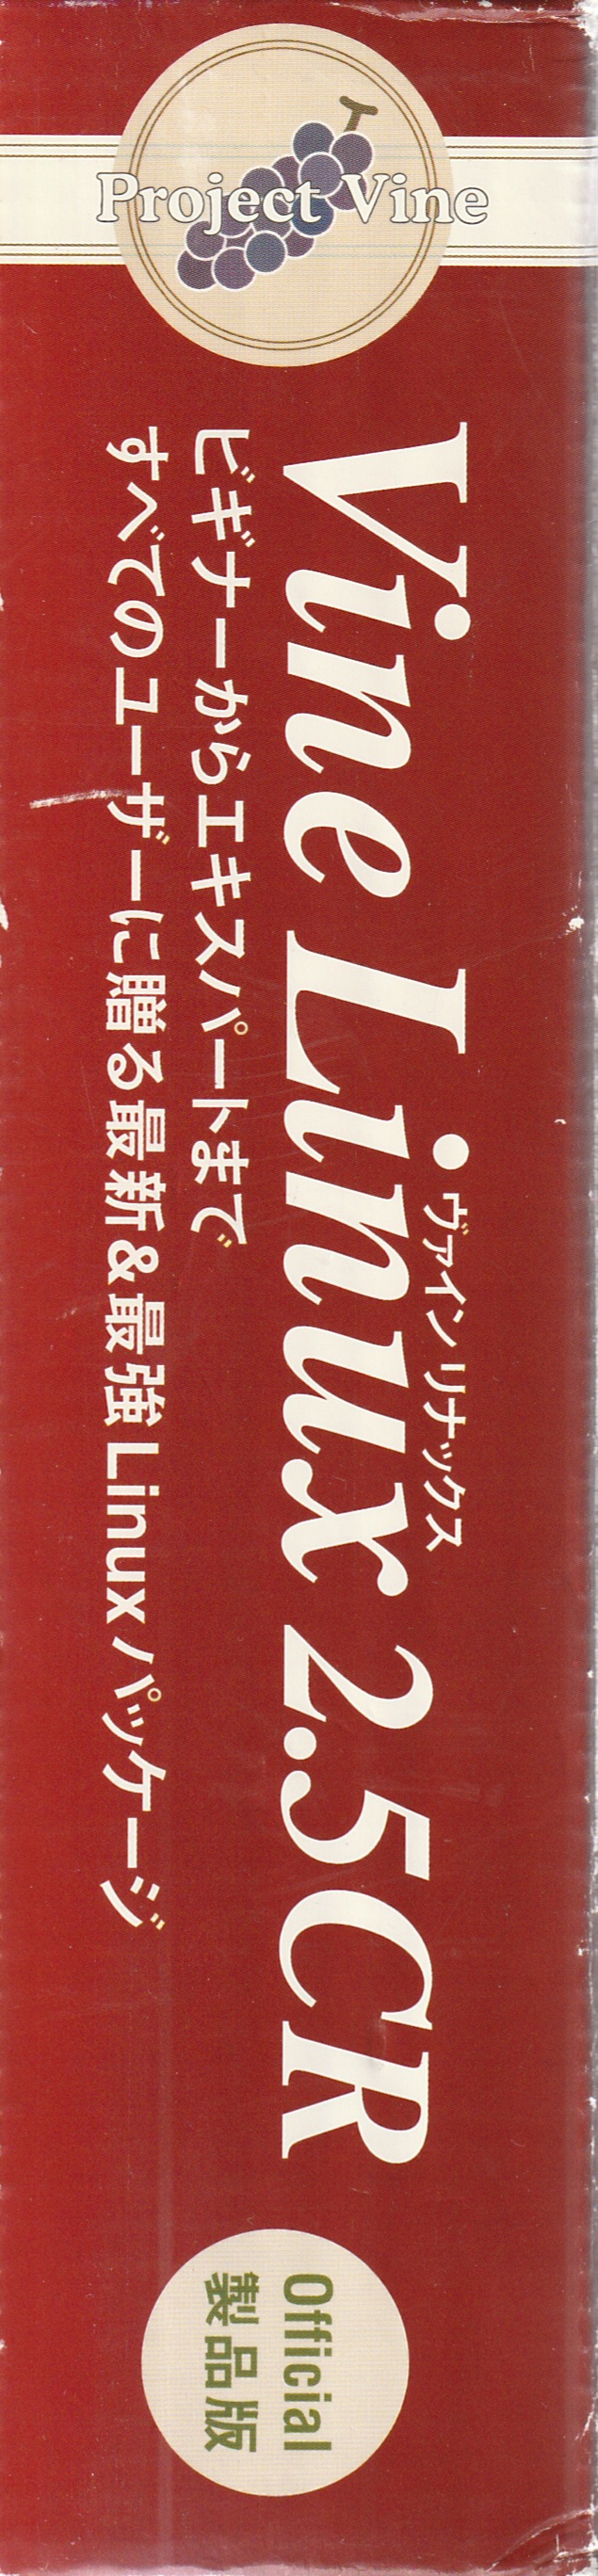 Project Vine
ヴァイン リナックス
Vine Linux 2.5CR
ビギナーからエキスパートまで
すべてのユーザーに贈る最新&最強Linuxパッケージ
Official
製品版